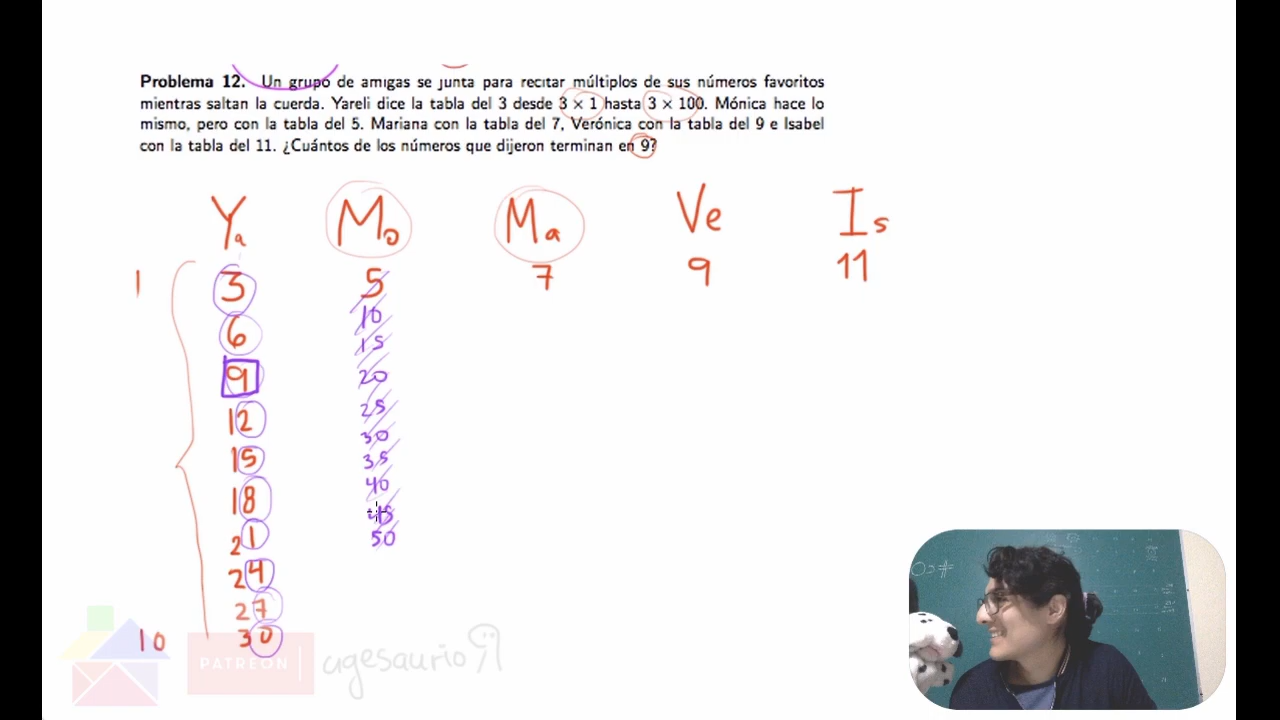 Problema 12. Un grupo de amigas se junta para recitar múltiplos de sus números favoritos
mientras saltan la cuerda. Yareli dice la tabla del 3 desde 3 × 1 hasta 3 × 100. Mónica hace lo
mismo, pero con la tabla del 5. Mariana con la tabla del 7, Verónica con la tabla del 9 e Isabel
con la tabla del 11. ¿Cuántos de los números que dijeron terminan en 9?
Ya Mo Ma Ve Is
1 3 5 7 9 11
6 10
9 15
12 20
15 25
18 30
21 35
24 40
27 45
10 30 50
PATREON agesaurio